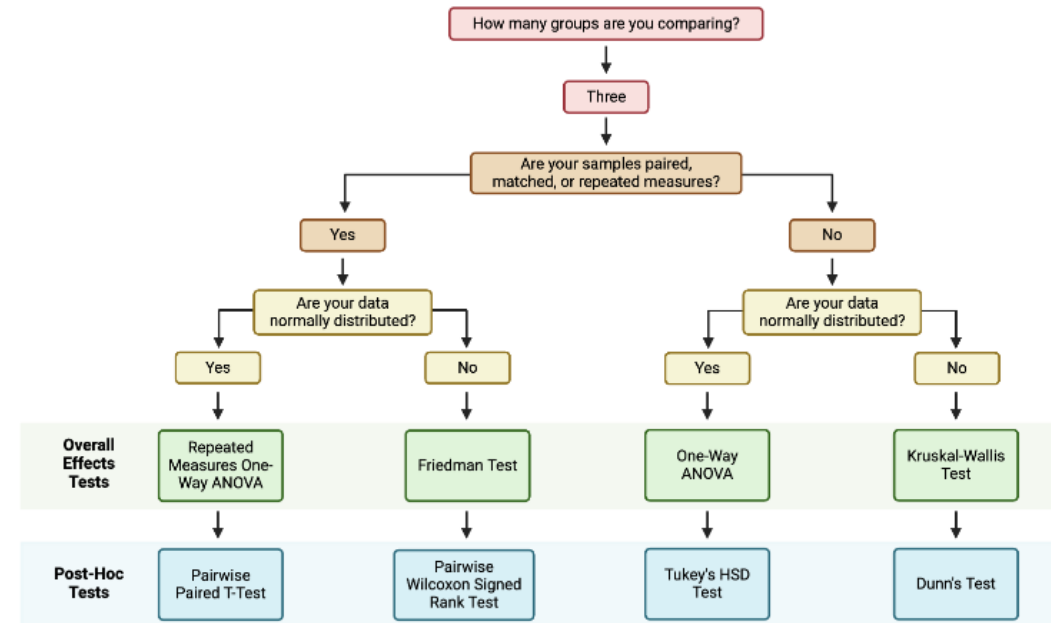 How many groups are you comparing?
Three
Are your samples paired,
matched, or repeated measures?
Yes
No
Are your data
normally distributed?
Are your data
normally distributed?
Yes
No
Yes
No
Overall
Effects
Tests
Repeated
Measures One-
Way ANOVA
Friedman Test
One-Way
ANOVA
Kruskal-Wallis
Test
Post-Hoc
Tests
Pairwise
Paired T-Test
Pairwise
Wilcoxon Signed
Rank Test
Tukey's HSD
Test
Dunn's Test